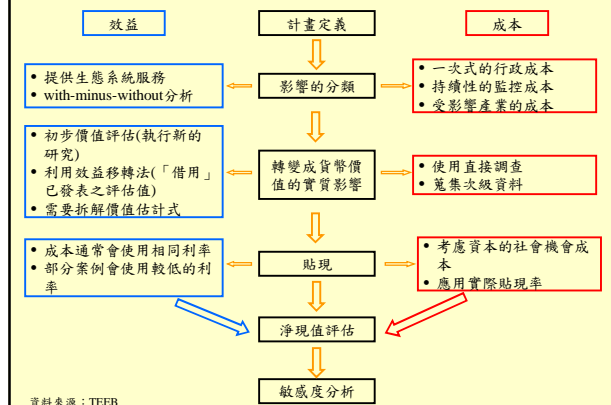 效益
計畫定義
成本
• 提供生態系統服務
• with-minus-without分析
影響的分類
• 一次式的行政成本
• 持續性的監控成本
• 受影響產業的成本
• 初步價值評估(執行新的
研究)
• 利用效益移轉法(「借用」
已發表之評估值)
• 需要拆解價值估計式
轉變成貨幣價
值的實質影響
• 使用直接調查
• 蒐集次級資料
• 成本通常會使用相同利率
• 部分案例會使用較低的利
率
貼現
• 考慮資本的社會機會成
本
• 應用實際貼現率
淨現值評估
敏感度分析
資料來源：TEEB